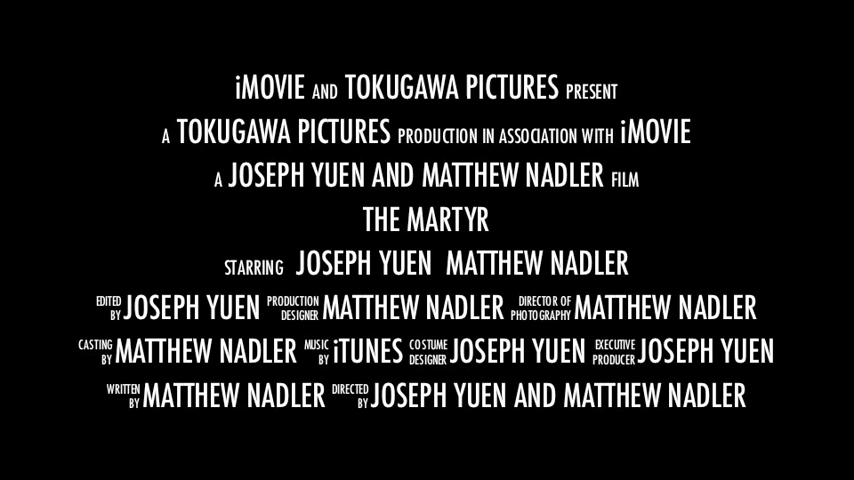 iMOVIE AND TOKUGAWA PICTURES PRESENT
A TOKUGAWA PICTURES PRODUCTION IN ASSOCIATION WITH iMOVIE
A JOSEPH YUEN AND MATTHEW NADLER FILM
THE MARTYR
STARRING JOSEPH YUEN MATTHEW NADLER
EDITED BY JOSEPH YUEN PRODUCTION DESIGNER MATTHEW NADLER DIRECTOR OF PHOTOGRAPHY MATTHEW NADLER
CASTING BY MATTHEW NADLER MUSIC BY iTUNES COSTUME DESIGNER JOSEPH YUEN EXECUTIVE PRODUCER JOSEPH YUEN
WRITTEN BY MATTHEW NADLER DIRECTED BY JOSEPH YUEN AND MATTHEW NADLER